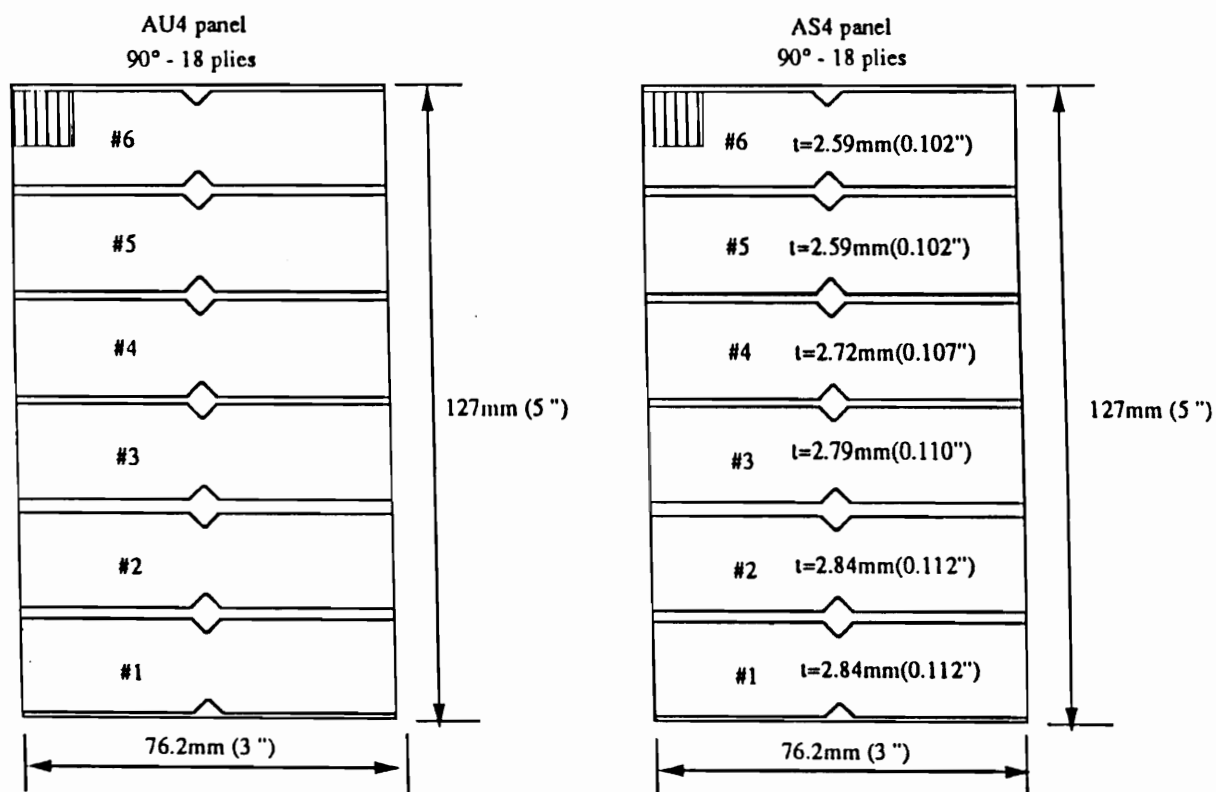 AU4 panel
90° - 18 plies
#6
#5
#4
#3
#2
#1
127mm (5 ")
76.2mm (3 ")
AS4 panel
90° - 18 plies
#6 t=2.59mm(0.102")
#5 t=2.59mm(0.102")
#4 t=2.72mm(0.107")
#3 t=2.79mm(0.110")
#2 t=2.84mm(0.112")
#1 t=2.84mm(0.112")
127mm (5 ")
76.2mm (3 ")